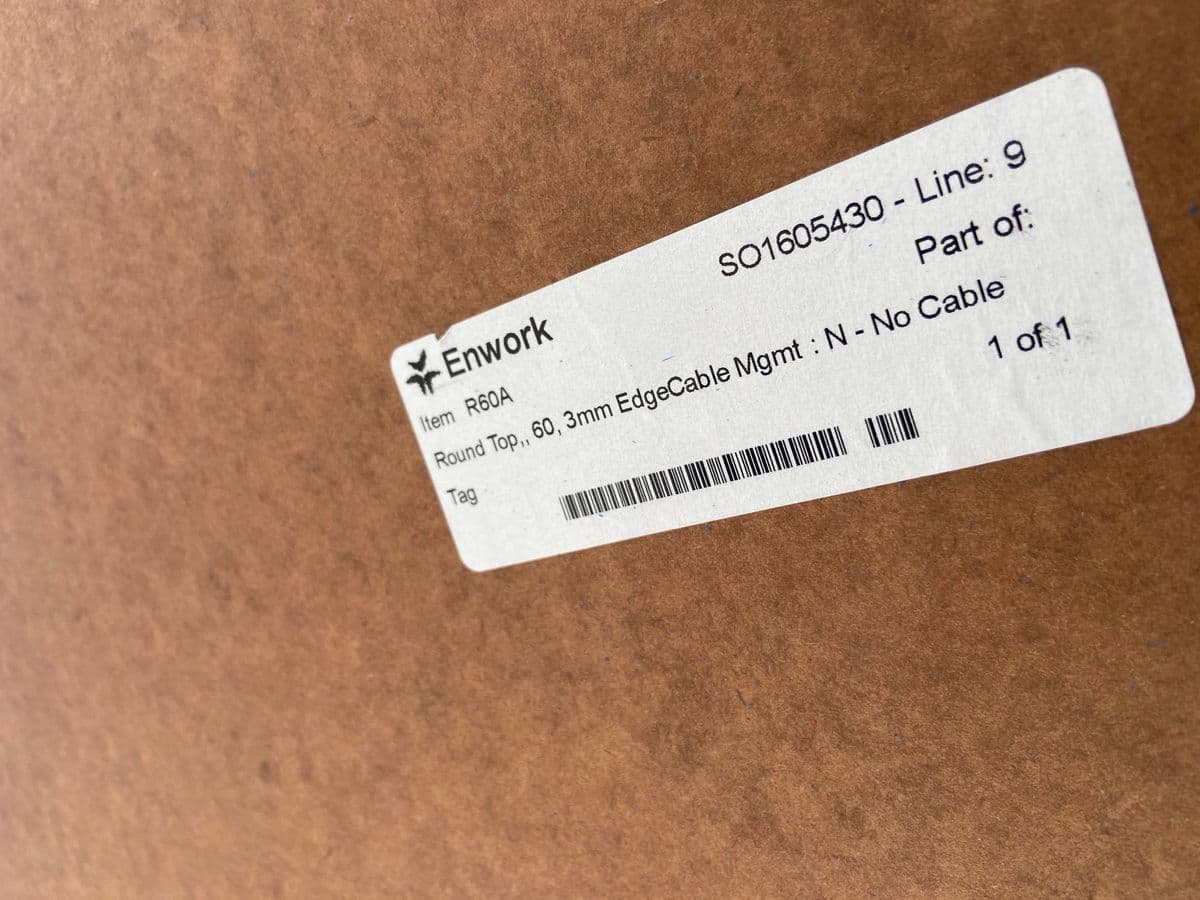 Enwork
SO1605430 - Line: 9
Item R60A
Part of:
Round Top,, 60, 3mm EdgeCable Mgmt : N - No Cable
Tag
1 of 1